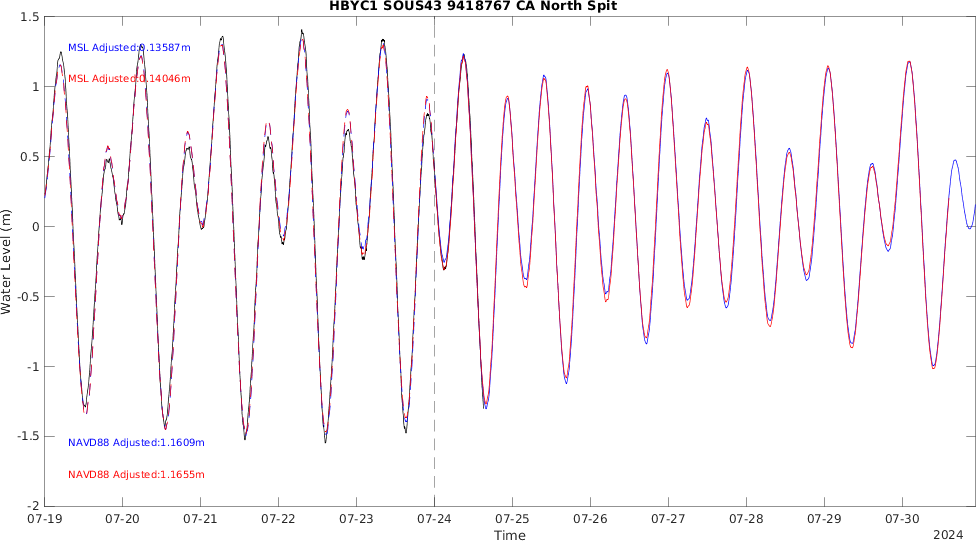 HBYC1 SOUS43 9418767 CA North Spit
1.5
MSL Adjusted:0.13587m
MSL Adjusted:0.14046m
1
0.5
0
-0.5
-1
-1.5
-2
Water Level (m)
NAVD88 Adjusted:1.1609m
NAVD88 Adjusted:1.1655m
07-19 07-20 07-21 07-22 07-23 07-24 07-25 07-26 07-27 07-28 07-29 07-30
Time
2024